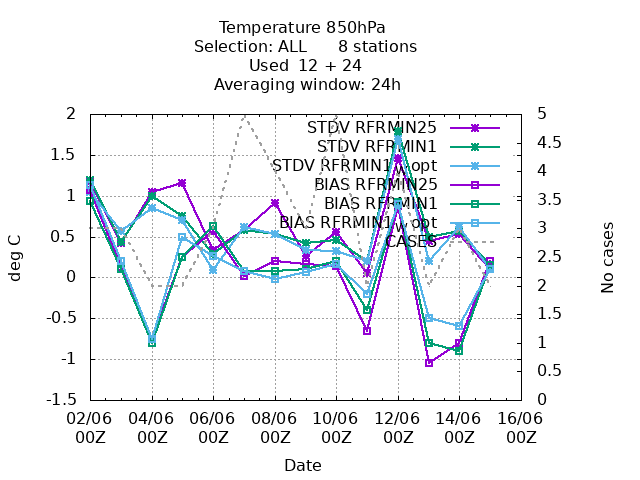 Temperature 850hPa
Selection: ALL 8 stations
Used 12 + 24
Averaging window: 24h
2
1.5
1
0.5
0
-0.5
-1
-1.5
deg C
5
4.5
4
3.5
3
2.5
2
1.5
1
0.5
0
No cases
STDV RFRMIN25
STDV RFRMIN1
STDV RFRMIN1_v_opt
BIAS RFRMIN25
BIAS RFRMIN1
BIAS RFRMIN1_v_opt
CASES
02/06 04/06 06/06 08/06 10/06 12/06 14/06 16/06
00Z 00Z 00Z 00Z 00Z 00Z 00Z 00Z
Date